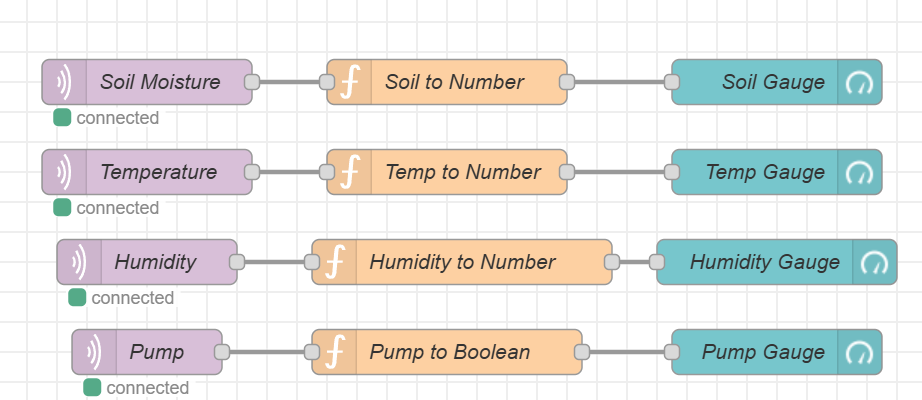 Soil Moisture Soil to Number Soil Gauge
connected
Temperature Temp to Number Temp Gauge
connected
Humidity Humidity to Number Humidity Gauge
connected
Pump Pump to Boolean Pump Gauge
connected